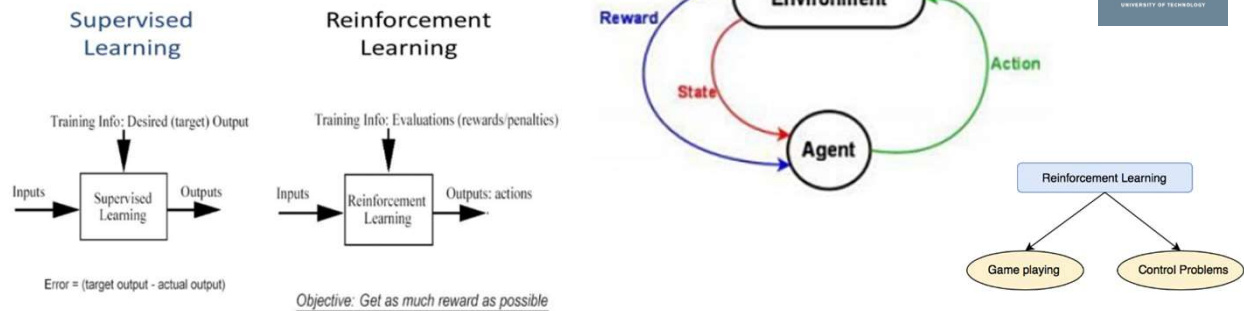 Supervised
Learning
Training Info: Desired (target) Output
Inputs
Supervised
Learning
Outputs
Error = (target output - actual output)
Reinforcement
Learning
Training Info: Evaluations (rewards/penalties)
Inputs
Reinforcement
Learning
Outputs: actions
Objective: Get as much reward as possible
Environment
Reward
State
Action
Agent
UNIVERSITY OF TECHNOLOGY
Reinforcement Learning
Game playing
Control Problems